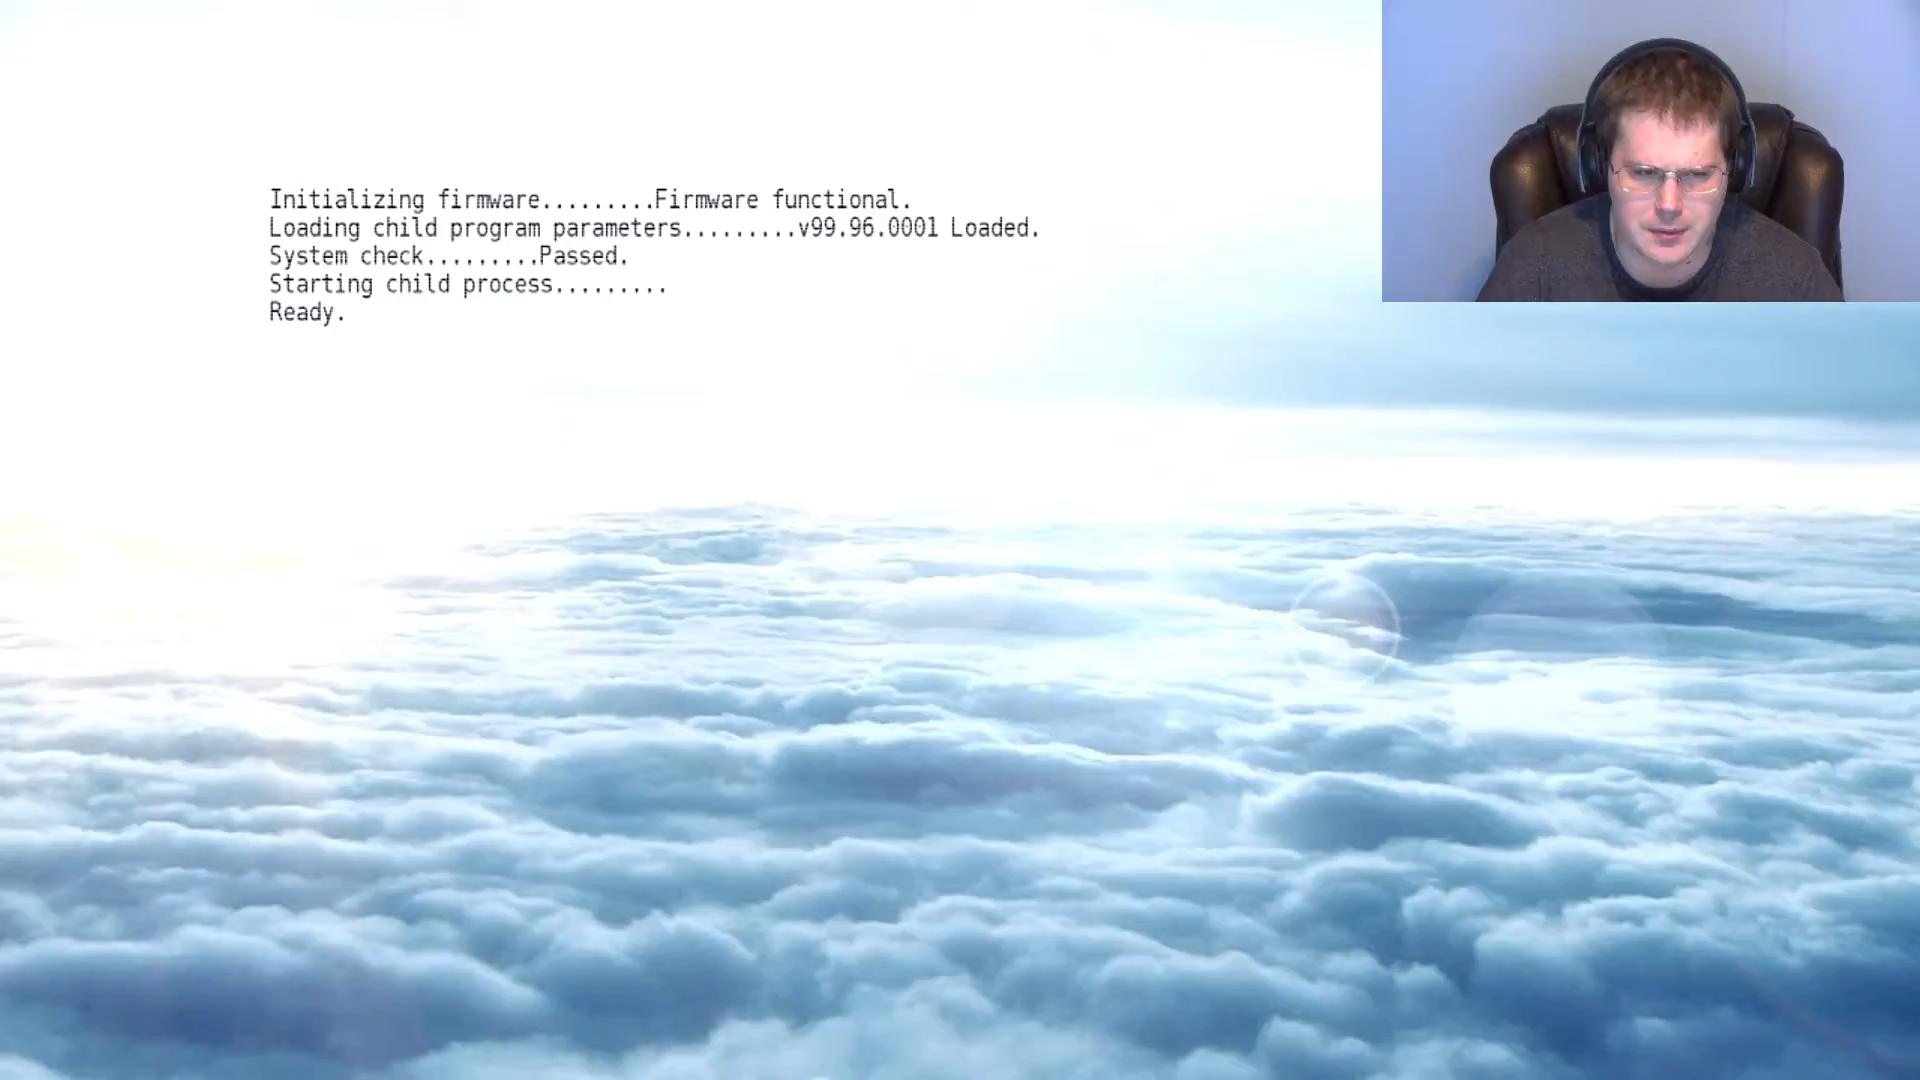 Initializing firmware.........Firmware functional.
Loading child program parameters.........v99.96.0001 Loaded.
System check.........Passed.
Starting child process.........
Ready.